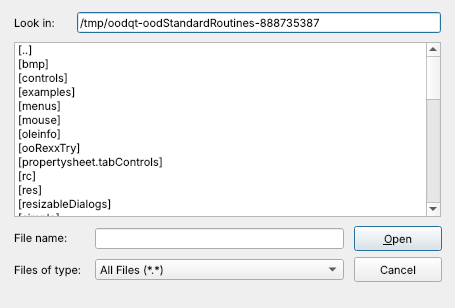 Look in: /tmp/oodqt-oodStandardRoutines-888735387
[..]
[bmp]
[controls]
[examples]
[menus]
[mouse]
[oleinfo]
[ooRexxTry]
[propertysheet.tabControls]
[rc]
[res]
[resizableDialogs]
File name: Open
Files of type: All Files (*.*) Cancel